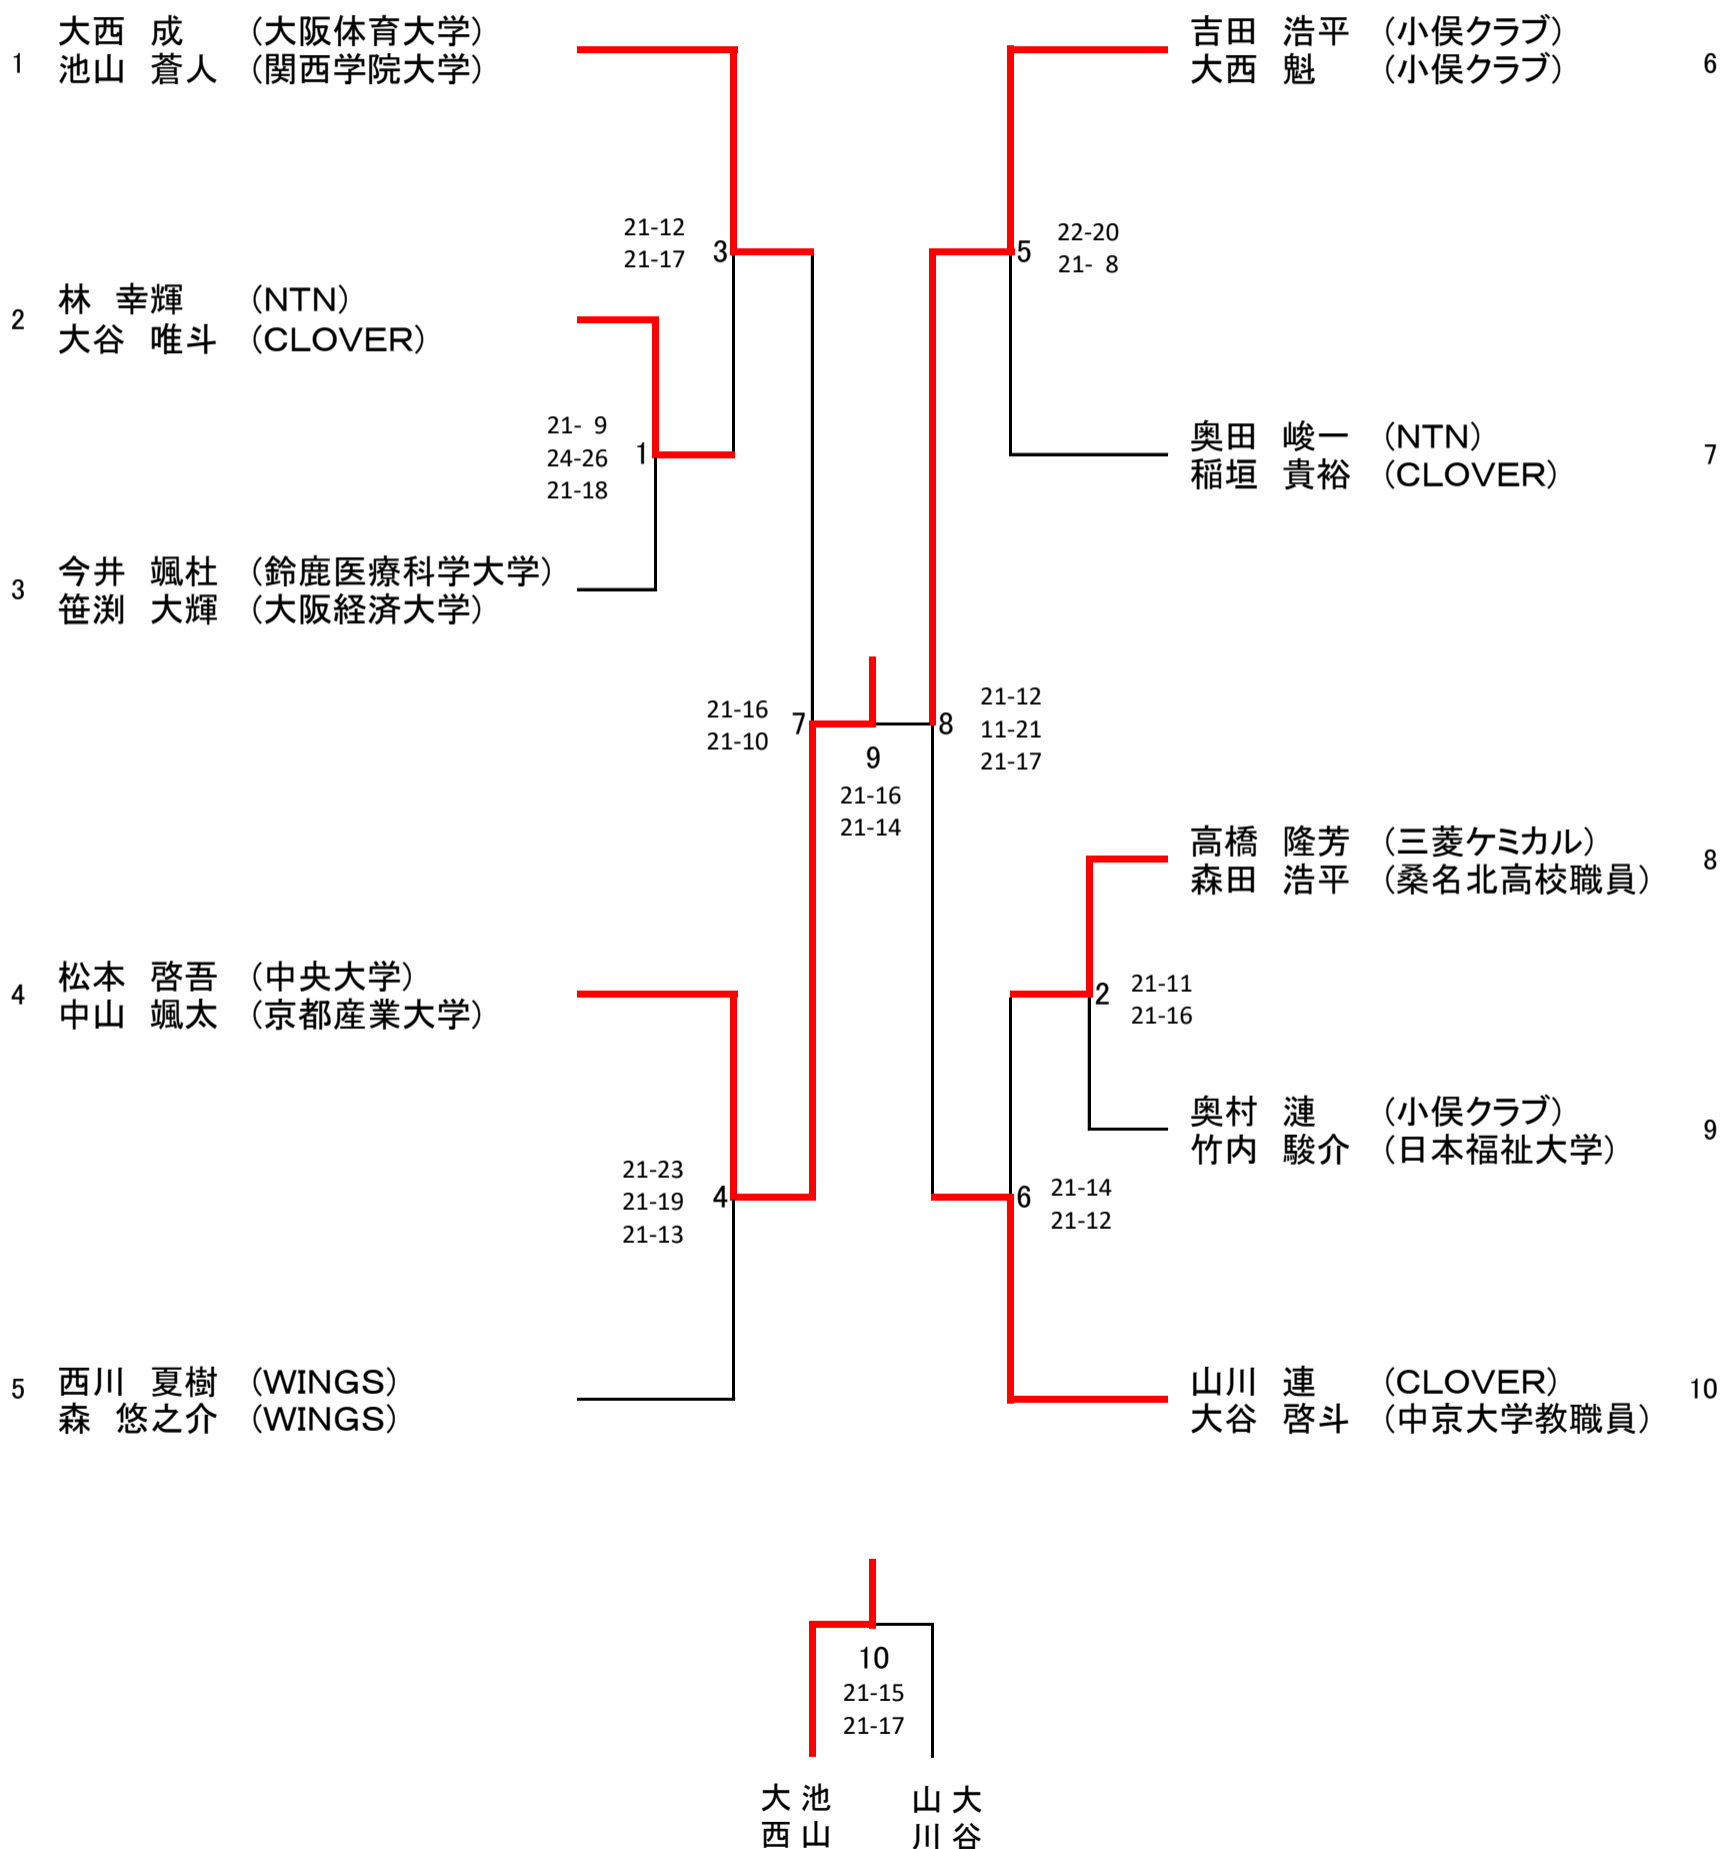 1
大西 成 (大阪体育大学)
池山 蒼人 (関西学院大学)
吉田 浩平 (小俣クラブ)
大西 魁 (小俣クラブ)
6
21-12
21-17
3
5
22-20
21- 8
2
林 幸輝 (NTN)
大谷 唯斗 (CLOVER)
21- 9
24-26
21-18
1
奥田 峻一 (NTN)
稲垣 貴裕 (CLOVER)
7
3
今井 颯杜 (鈴鹿医療科学大学)
笹渕 大輝 (大阪経済大学)
21-16
21-10
7
9
21-16
21-14
8
21-12
11-21
21-17
高橋 隆芳 (三菱ケミカル)
森田 浩平 (桑名北高校職員)
8
4
松本 啓吾 (中央大学)
中山 颯太 (京都産業大学)
2
21-11
21-16
奥村 漣 (小俣クラブ)
竹内 駿介 (日本福祉大学)
9
21-23
21-19
21-13
4
6
21-14
21-12
5
西川 夏樹 (WINGS)
森 悠之介 (WINGS)
山川 連 (CLOVER)
大谷 啓斗 (中京大学教職員)
10
10
21-15
21-17
大西
池山
山川
大谷